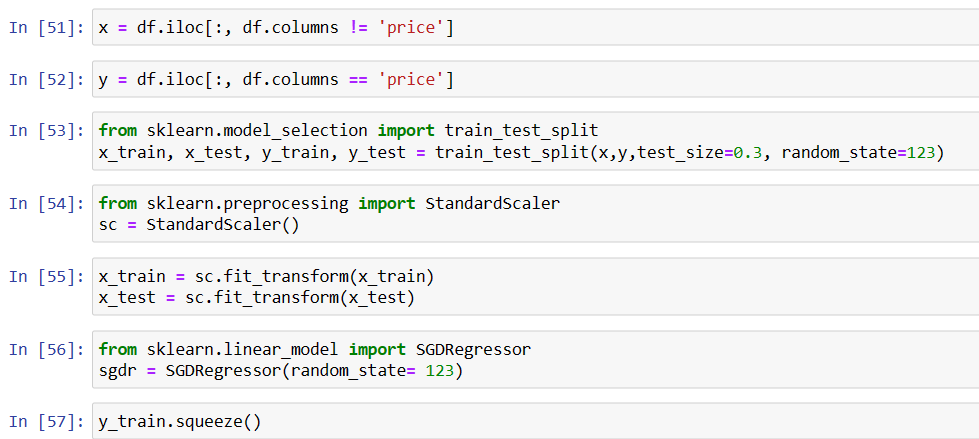 In [51]: x = df.iloc[:, df.columns != 'price']
In [52]: y = df.iloc[:, df.columns == 'price']
In [53]: from sklearn.model_selection import train_test_split
x_train, x_test, y_train, y_test = train_test_split(x,y,test_size=0.3, random_state=123)
In [54]: from sklearn.preprocessing import StandardScaler
sc = StandardScaler()
In [55]: x_train = sc.fit_transform(x_train)
x_test = sc.fit_transform(x_test)
In [56]: from sklearn.linear_model import SGDRegressor
sgdr = SGDRegressor(random_state= 123)
In [57]: y_train.squeeze()